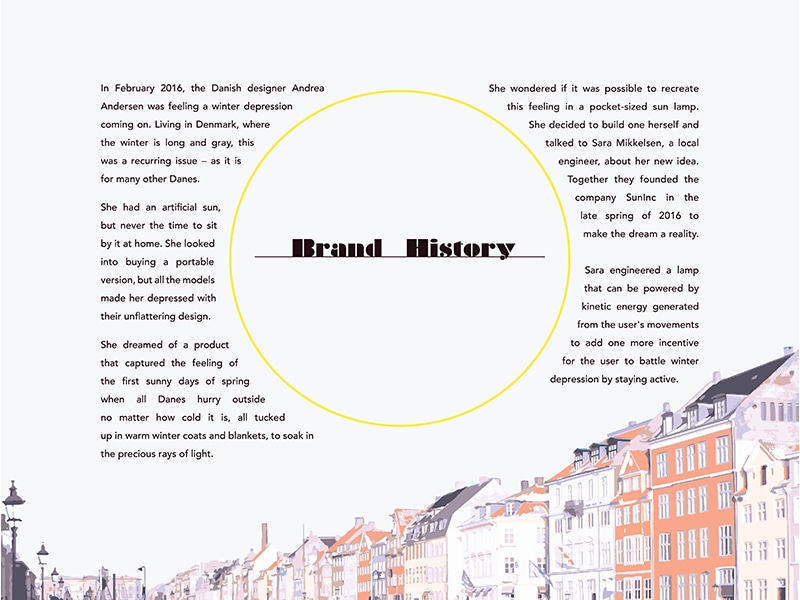 In February 2016, the Danish designer Andrea
Andersen was feeling a winter depression
coming on. Living in Denmark, where
the winter is long and gray, this
was a recurring issue – as it is
for many other Danes.
She had an artificial sun,
but never the time to sit
by it at home. She looked
into buying a portable
version, but all the models
made her depressed with
their unflattering design.
She dreamed of a product
that captured the feeling of
the first sunny days of spring
when all Danes hurry outside
no matter how cold it is, all tucked
up in warm winter coats and blankets, to soak in
the precious rays of light.
Brand History
She wondered if it was possible to recreate
this feeling in a pocket-sized sun lamp.
She decided to build one herself and
talked to Sara Mikkelsen, a local
engineer, about her new idea.
Together they founded the
company SunInc in the
late spring of 2016 to
make the dream a reality.
Sara engineered a lamp
that can be powered by
kinetic energy generated
from the user's movements
to add one more incentive
for the user to battle winter
depression by staying active.